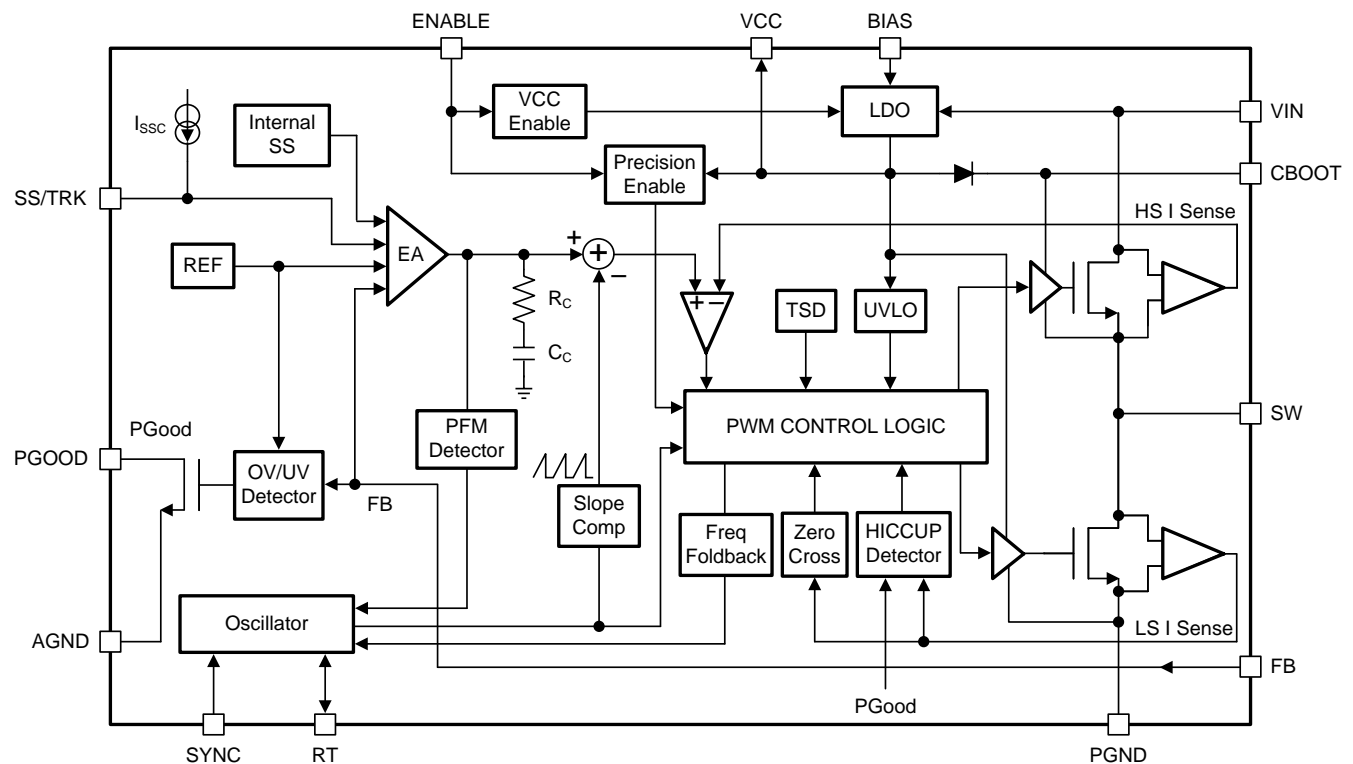 ENABLE
VCC
BIAS
ISSC
Internal
SS
VCC
Enable
LDO
VIN
Precision
Enable
CBOOT
SS/TRK
HS I Sense
EA
+
+
−
REF
RC
+ −
TSD
UVLO
CC
PWM CONTROL LOGIC
SW
PGood
PFM
Detector
PGOOD
OV/UV
Detector
FB
Slope
Comp
Freq
Foldback
Zero
Cross
HICCUP
Detector
Oscillator
LS I Sense
AGND
FB
PGood
SYNC
RT
PGND